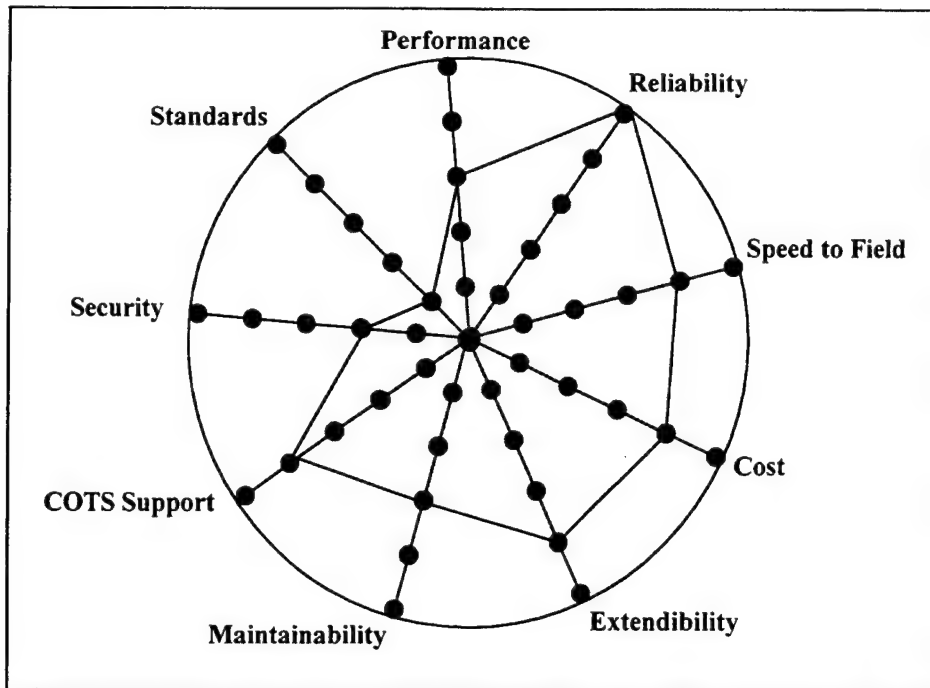 Performance
Reliability
Standards
Speed to Field
Security
Cost
COTS Support
Extendibility
Maintainability